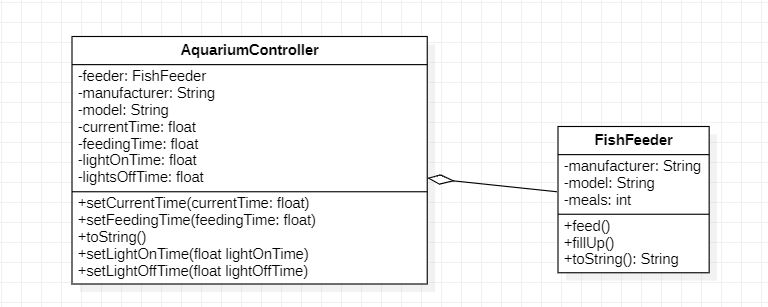 AquariumController
-feeder: FishFeeder
-manufacturer: String
-model: String
-currentTime: float
-feedingTime: float
-lightOnTime: float
-lightsOffTime: float
+setCurrentTime(currentTime: float)
+setFeedingTime(feedingTime: float)
+toString()
+setLightOnTime(float lightOnTime)
+setLightOffTime(float lightOffTime)
FishFeeder
-manufacturer: String
-model: String
-meals: int
+feed()
+fillUp()
+toString(): String